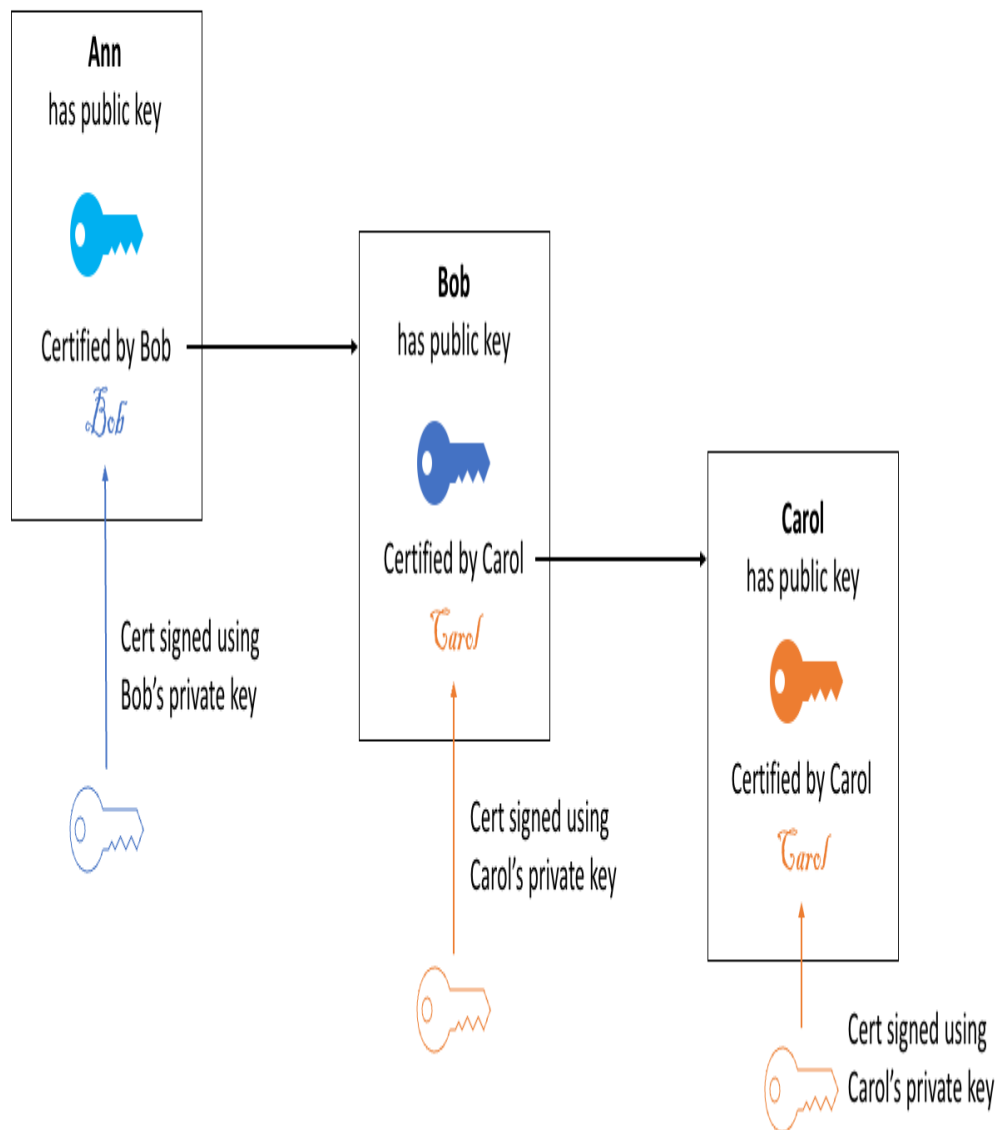 Ann
has public key
Certified by Bob
Bob
Cert signed using
Bob's private key
Bob
has public key
Certified by Carol
Carol
Cert signed using
Carol's private key
Carol
has public key
Certified by Carol
Carol
Cert signed using
Carol's private key